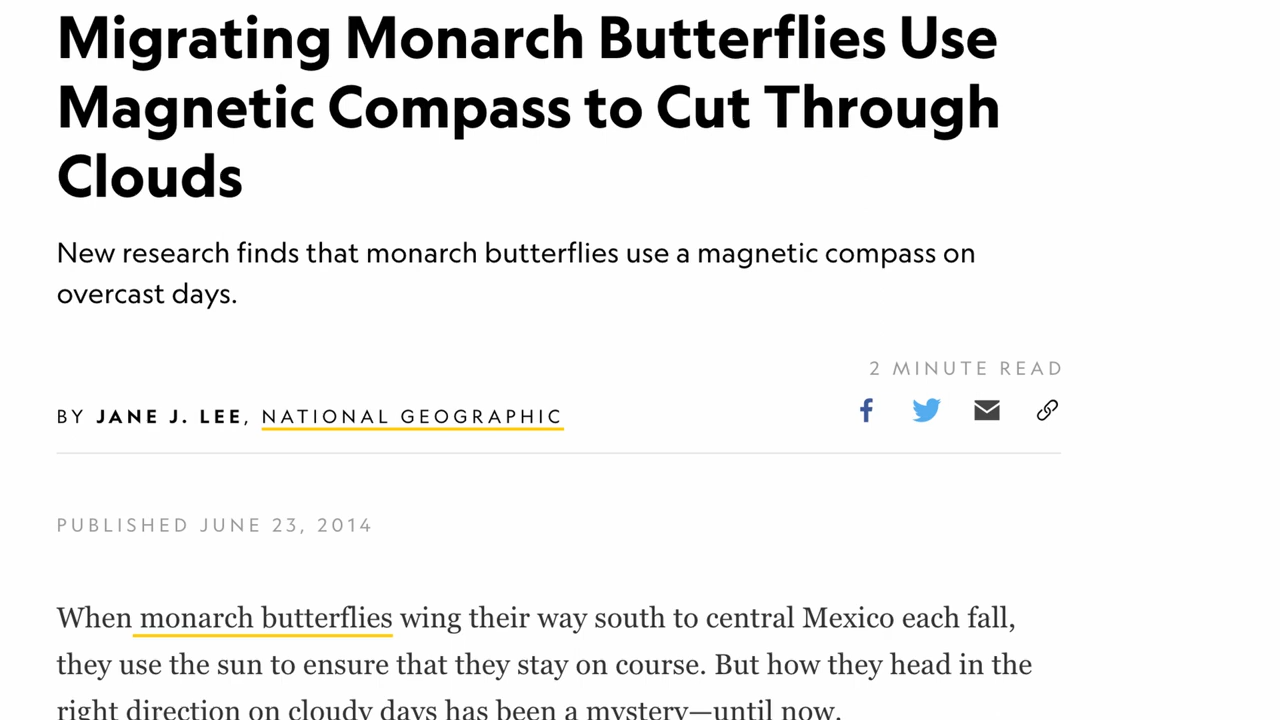 Migrating Monarch Butterflies Use
Magnetic Compass to Cut Through
Clouds
New research finds that monarch butterflies use a magnetic compass on
overcast days.
2 MINUTE READ
BY JANE J. LEE, NATIONAL GEOGRAPHIC
PUBLISHED JUNE 23, 2014
When monarch butterflies wing their way south to central Mexico each fall,
they use the sun to ensure that they stay on course. But how they head in the
right direction on cloudy days has been a mystery—until now.